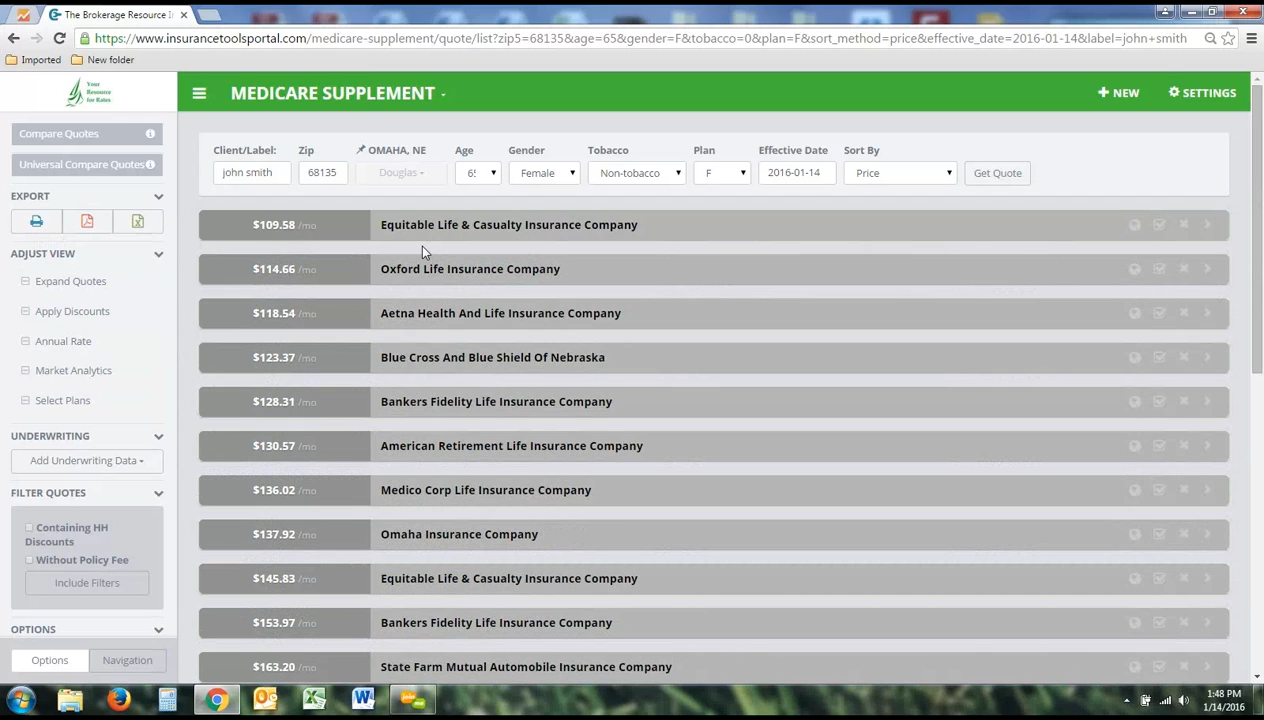 The Brokerage Resource I
https://www.insurancetoolsportal.com/medicare-supplement/quote/list?zip5=68135&age=65&gender=F&tobacco=0&plan=F&sort_method=price&effective_date=2016-01-14&label=john+smith
Imported New folder
Your
Resource
for Rates
MEDICARE SUPPLEMENT
NEW SETTINGS
Compare Quotes
Universal Compare Quotes
EXPORT
ADJUST VIEW
Expand Quotes
Apply Discounts
Annual Rate
Market Analytics
Select Plans
UNDERWRITING
Add Underwriting Data
FILTER QUOTES
Containing HH
Discounts
Without Policy Fee
Include Filters
OPTIONS
Options Navigation
Client/Label: Zip OMAHA, NE Age Gender Tobacco Plan Effective Date Sort By
john smith 68135 Douglas Female Non-tobacco F 2016-01-14 Price Get Quote
$109.58 /mo Equitable Life & Casualty Insurance Company
$114.66 /mo Oxford Life Insurance Company
$118.54 /mo Aetna Health And Life Insurance Company
$123.37 /mo Blue Cross And Blue Shield Of Nebraska
$128.31 /mo Bankers Fidelity Life Insurance Company
$130.57 /mo American Retirement Life Insurance Company
$136.02 /mo Medico Corp Life Insurance Company
$137.92 /mo Omaha Insurance Company
$145.83 /mo Equitable Life & Casualty Insurance Company
$153.97 /mo Bankers Fidelity Life Insurance Company
$163.20 /mo State Farm Mutual Automobile Insurance Company
1:48 PM
1/14/2016